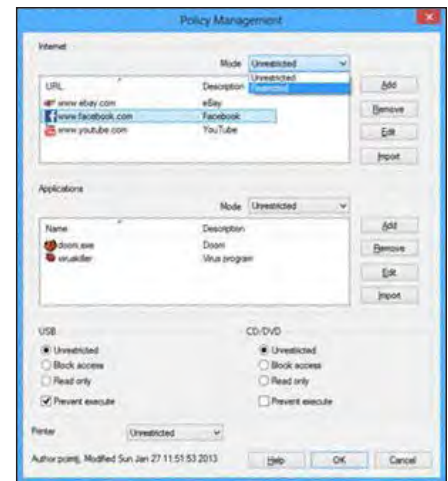 Policy Management
Internet
Mode Unrestricted
Unrestricted
Restricted
URL Description
www.ebay.com eBay
www.facebook.com Facebook
www.youtube.com YouTube
Add
Remove
Edit
Import
Applications
Mode Unrestricted
Name Description
doom.exe Doom
viruskiller Virus program
Add
Remove
Edit
Import
USB CD/DVD
Unrestricted Unrestricted
Block access Block access
Read only Read only
Prevent execute Prevent execute
Printer Unrestricted
Modified Sun Jan 27 11:51:53 2013
Help OK Cancel